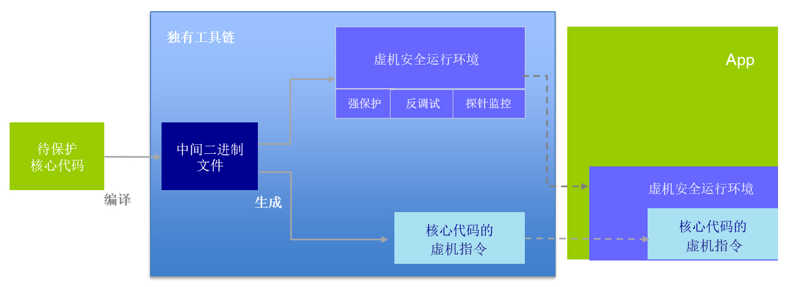 独有工具链
虚机安全运行环境
强保护
反调试
探针监控
App
待保护
核心代码
中间二进制
文件
编译
生成
核心代码的
虚机指令
虚机安全运行环境
核心代码的
虚机指令